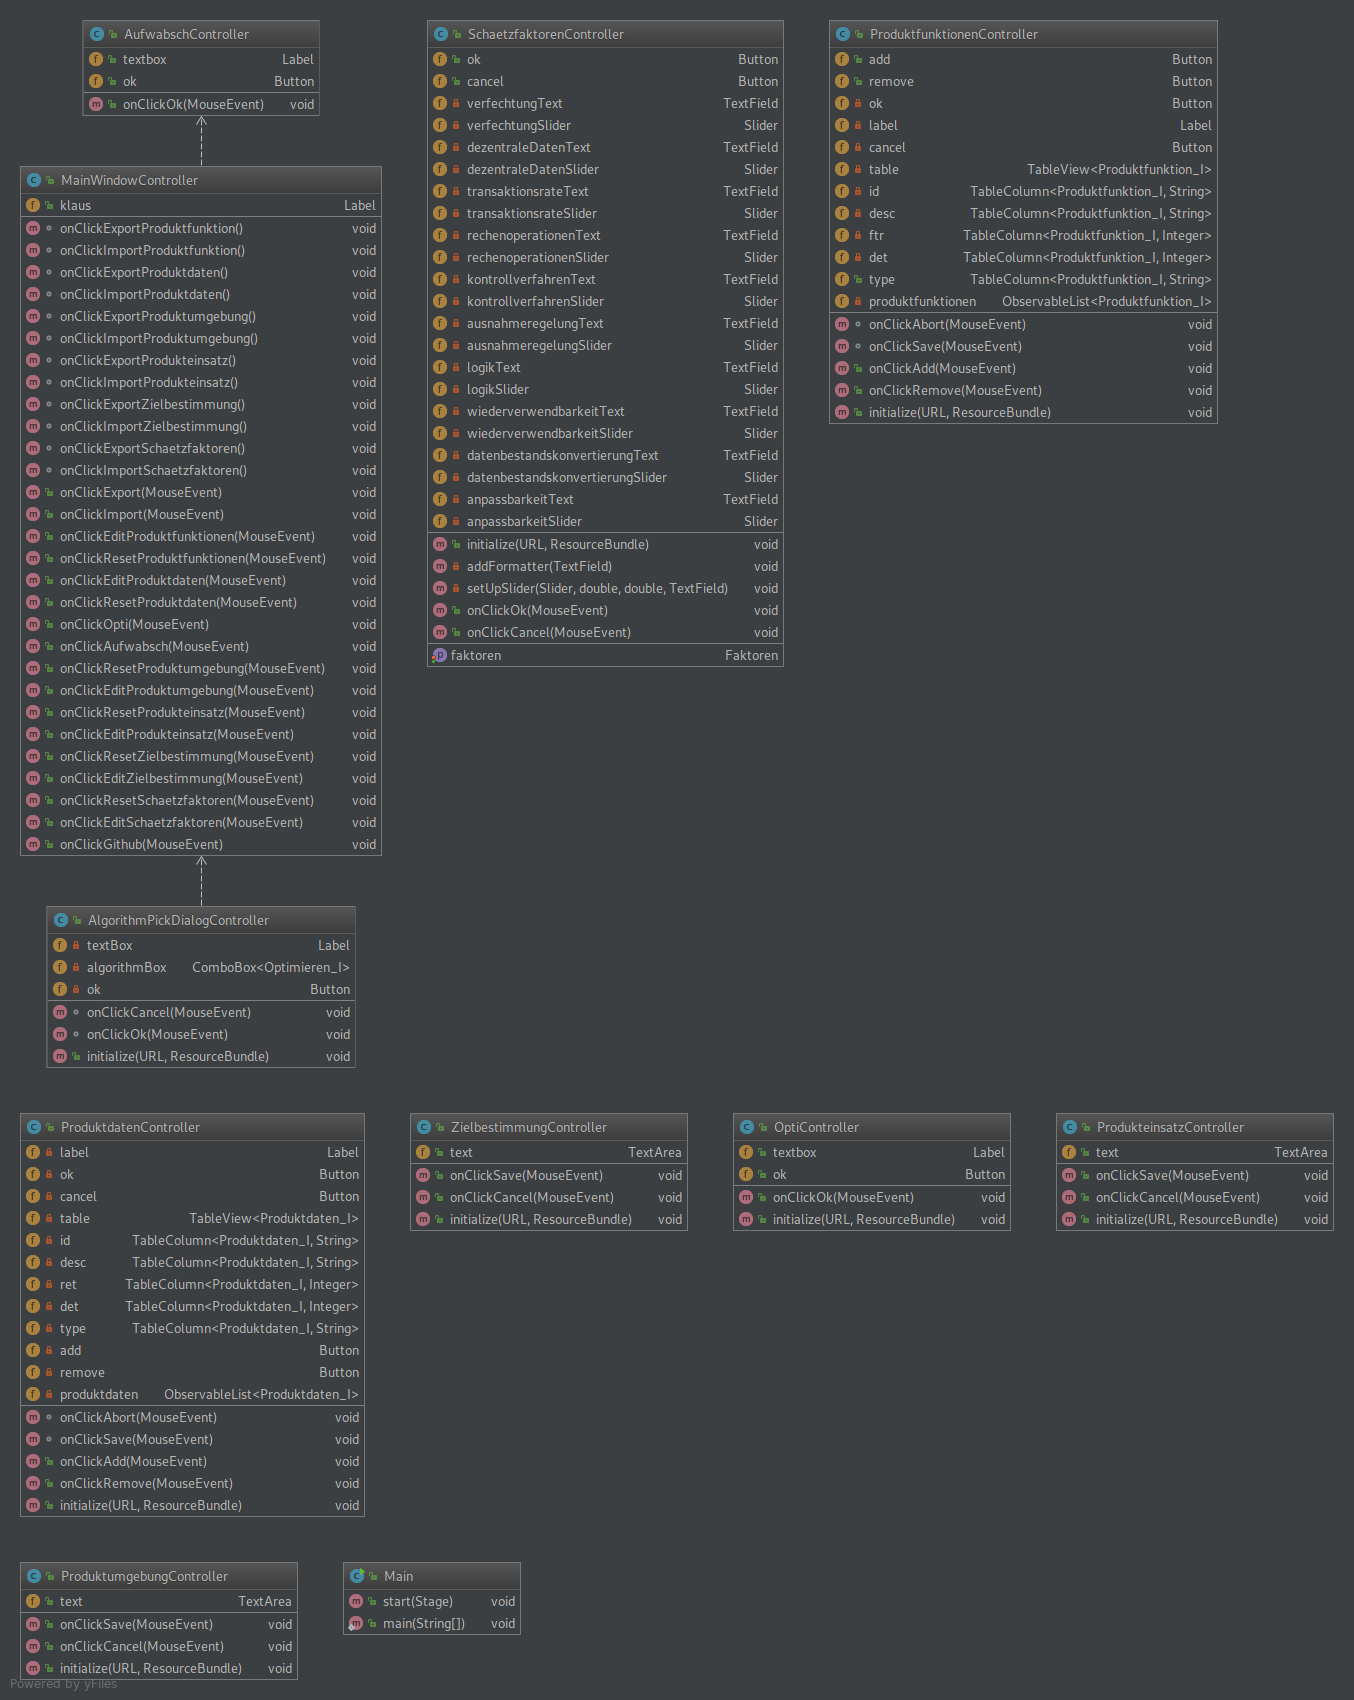 AufwabschController
textbox Label
ok Button
onClickOk(MouseEvent) void
MainWindowController
klaus Label
onClickExportProduktfunktion() void
onClickImportProduktfunktion() void
onClickExportProduktdaten() void
onClickImportProduktdaten() void
onClickExportProduktumgebung() void
onClickImportProduktumgebung() void
onClickExportProdukteinsatz() void
onClickImportProdukteinsatz() void
onClickExportZielbestimmung() void
onClickImportZielbestimmung() void
onClickExportSchaetzfaktoren() void
onClickImportSchaetzfaktoren() void
onClickExport(MouseEvent) void
onClickImport(MouseEvent) void
onClickEditProduktfunktionen(MouseEvent) void
onClickResetProduktfunktionen(MouseEvent) void
onClickEditProduktdaten(MouseEvent) void
onClickResetProduktdaten(MouseEvent) void
onClickOpti(MouseEvent) void
onClickAufwabsch(MouseEvent) void
onClickResetProduktumgebung(MouseEvent) void
onClickEditProduktumgebung(MouseEvent) void
onClickResetProdukteinsatz(MouseEvent) void
onClickEditProdukteinsatz(MouseEvent) void
onClickResetZielbestimmung(MouseEvent) void
onClickEditZielbestimmung(MouseEvent) void
onClickResetSchaetzfaktoren(MouseEvent) void
onClickEditSchaetzfaktoren(MouseEvent) void
onClickGithub(MouseEvent) void
AlgorithmPickDialogController
textBox Label
algorithmBox ComboBox<Optimieren_I>
ok Button
onClickCancel(MouseEvent) void
onClickOk(MouseEvent) void
initialize(URL, ResourceBundle) void
SchaetzfaktorenController
ok Button
cancel Button
verfechtungText TextField
verfechtungSlider Slider
dezentraleDatenText TextField
dezentraleDatenSlider Slider
transaktionsrateText TextField
transaktionsrateSlider Slider
rechenoperationenText TextField
rechenoperationenSlider Slider
kontrollverfahrenText TextField
kontrollverfahrenSlider Slider
ausnahmeregelungText TextField
ausnahmeregelungSlider Slider
logikText TextField
logikSlider Slider
wiederverwendbarkeitText TextField
wiederverwendbarkeitSlider Slider
datenbestandskonvertierungText TextField
datenbestandskonvertierungSlider Slider
anpassbarkeitText TextField
anpassbarkeitSlider Slider
initialize(URL, ResourceBundle) void
addFormatter(TextField) void
setUpSlider(Slider, double, double, TextField) void
onClickOk(MouseEvent) void
onClickCancel(MouseEvent) void
faktoren Faktoren
ProduktfunktionenController
add Button
remove Button
ok Button
label Label
cancel Button
table TableView<Produktfunktion_I>
id TableColumn<Produktfunktion_I, String>
desc TableColumn<Produktfunktion_I, String>
ftr TableColumn<Produktfunktion_I, Integer>
det TableColumn<Produktfunktion_I, Integer>
type TableColumn<Produktfunktion_I, String>
produktfunktionen ObservableList<Produktfunktion_I>
onClickAbort(MouseEvent) void
onClickSave(MouseEvent) void
onClickAdd(MouseEvent) void
onClickRemove(MouseEvent) void
initialize(URL, ResourceBundle) void
ProduktdatenController
label Label
ok Button
cancel Button
table TableView<Produktdaten_I>
id TableColumn<Produktdaten_I, String>
desc TableColumn<Produktdaten_I, String>
ret TableColumn<Produktdaten_I, Integer>
det TableColumn<Produktdaten_I, Integer>
type TableColumn<Produktdaten_I, String>
add Button
remove Button
produktdaten ObservableList<Produktdaten_I>
onClickAbort(MouseEvent) void
onClickSave(MouseEvent) void
onClickAdd(MouseEvent) void
onClickRemove(MouseEvent) void
initialize(URL, ResourceBundle) void
ZielbestimmungController
text TextArea
onClickSave(MouseEvent) void
onClickCancel(MouseEvent) void
initialize(URL, ResourceBundle) void
OptiController
textbox Label
ok Button
onClickOk(MouseEvent) void
initialize(URL, ResourceBundle) void
ProdukteinsatzController
text TextArea
onClickSave(MouseEvent) void
onClickCancel(MouseEvent) void
initialize(URL, ResourceBundle) void
ProduktumgebungController
text TextArea
onClickSave(MouseEvent) void
onClickCancel(MouseEvent) void
initialize(URL, ResourceBundle) void
Main
start(Stage) void
main(String[]) void
Powered by yFiles